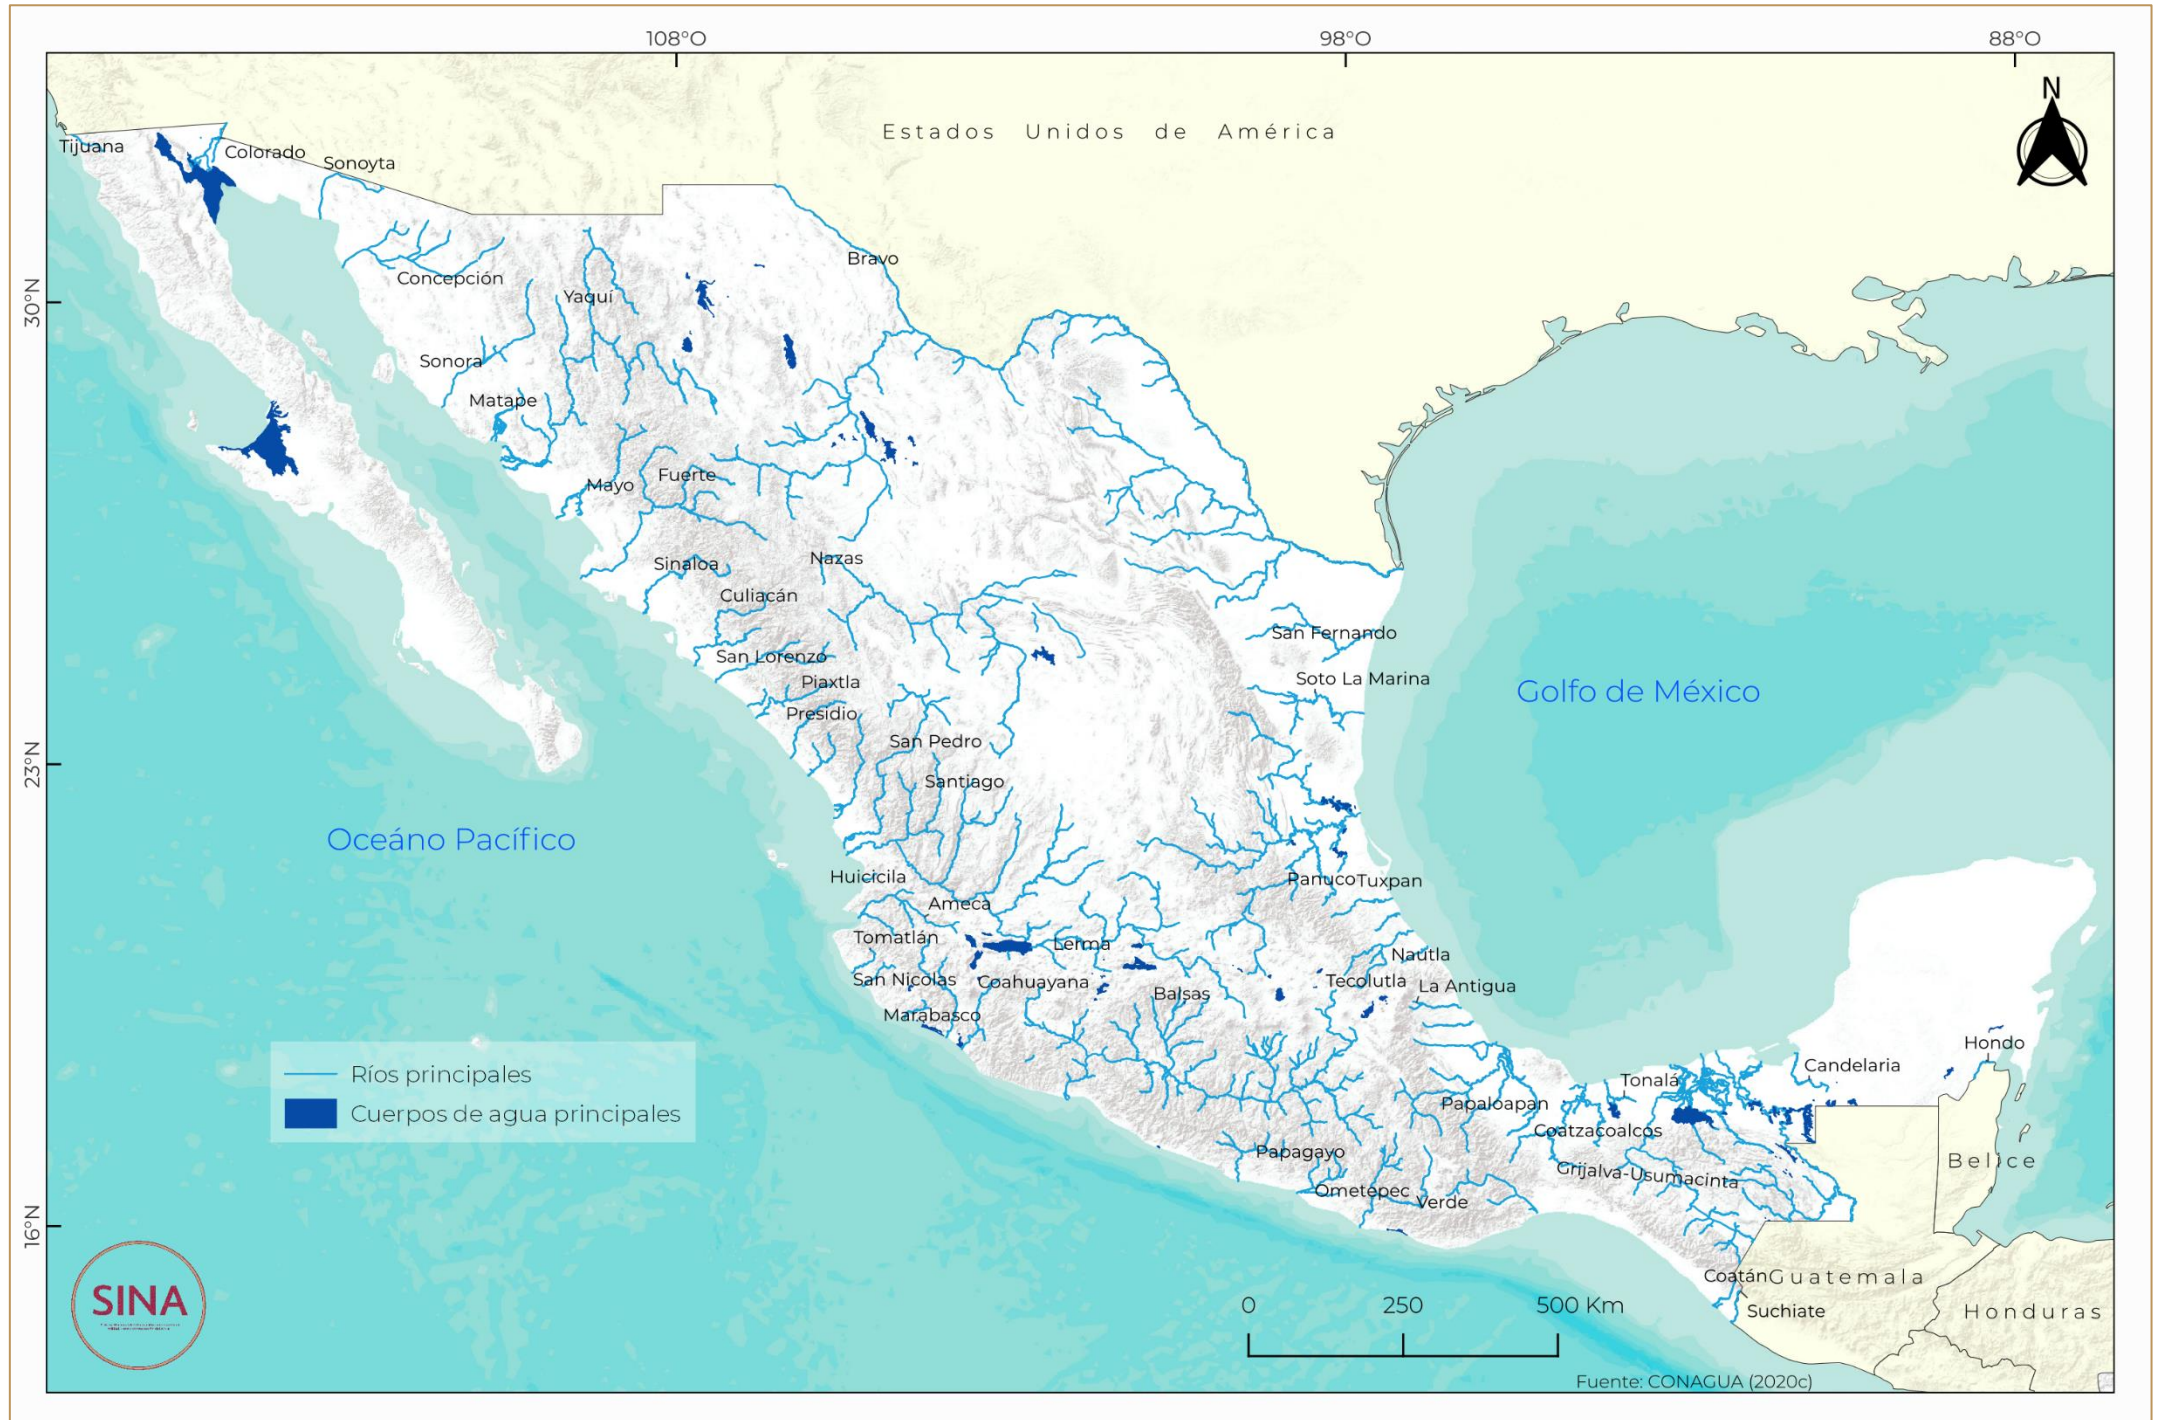 108°O
98°O
88°O
N
Estados Unidos de América
Tijuana
Colorado
Sonoyta
Bravo
Concepción
Yaqui
30°N
Sonora
Matape
Fuerte
Mayo
Nazas
Sinaloa
Culiacán
San Fernando
San Lorenzo
Soto La Marina
Piaxtla
Golfo de México
Presidio
San Pedro
23°N
Santiago
Oceáno Pacífico
Huicicila
Panuco
Tuxpan
Ameca
Tomatlán
Lerma
Nautla
San Nicolas
Coahuayana
Tecolutla
La Antigua
Balsas
Marabasco
Hondo
Candelaria
Ríos principales
Tonalá
Cuerpos de agua principales
Papaloapan
Coatzacoalcos
Papagayo
Belice
Grijalva-Usumacinta
Ometepec
Verde
16°N
Coatán
Guatemala
SINA
0
250
500 Km
Suchiate
Honduras
Fuente: CONAGUA (2020c)